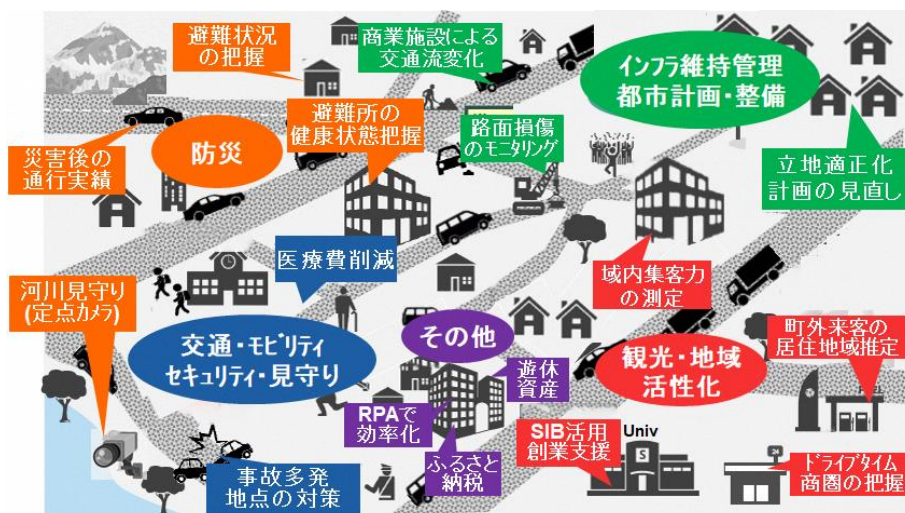 避難状況
の把握
商業施設による
交通流変化
インフラ維持管理
都市計画・整備
避難所の
健康状態把握
路面損傷
のモニタリング
防災
災害後の
通行実績
立地適正化
計画の見直し
医療費削減
域内集客力
の測定
河川見守り
(定点カメラ)
交通・モビリティ
セキュリティ・見守り
その他
町外来客の
居住地域推定
観光・地域
活性化
遊休
資産
RPAで
効率化
SIB活用
創業支援
Univ
S
ふるさと
納税
事故多発
地点の対策
24
ドライブタイム
商圏の把握